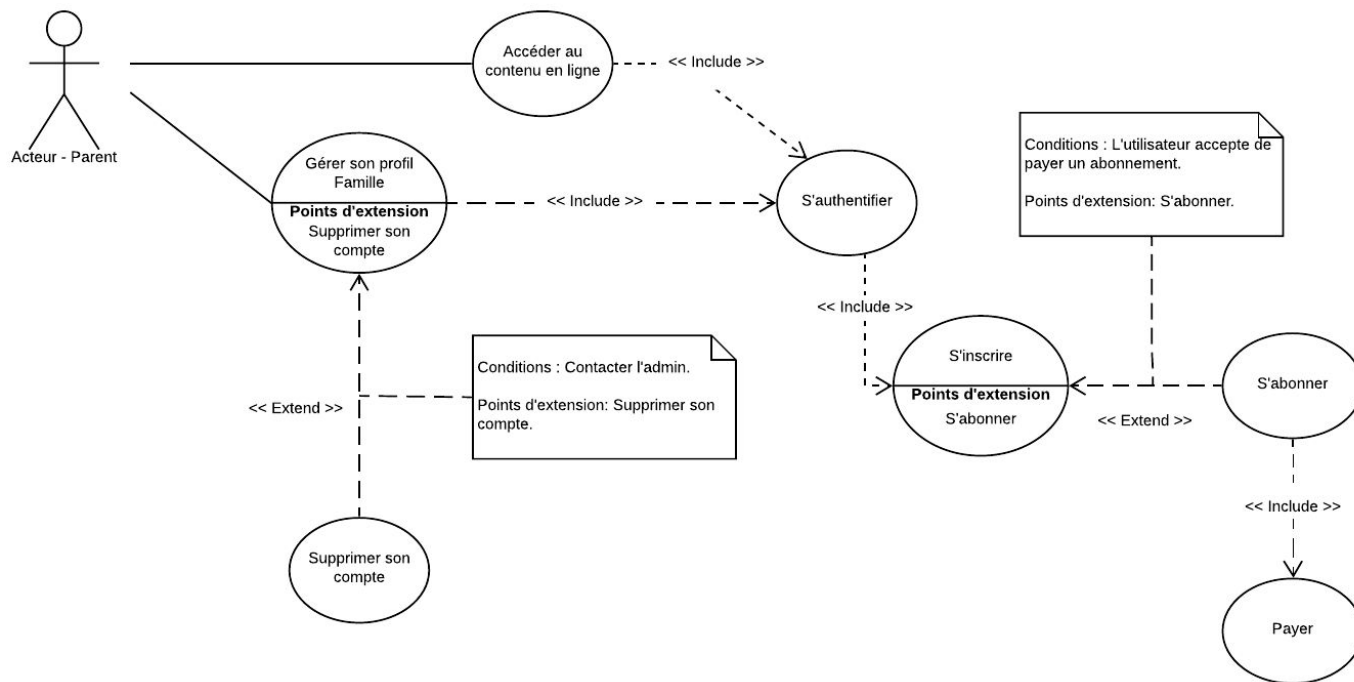 Accéder au
contenu en ligne
<< Include >>
Acteur - Parent
Gérer son profil
Famille
Points d'extension
Supprimer son
compte
<< Include >>
S'authentifier
Conditions : L'utilisateur accepte de
payer un abonnement.
Points d'extension: S'abonner.
<< Include >>
S'inscrire
Points d'extension
S'abonner
<< Extend >>
S'abonner
Conditions : Contacter l'admin.
Points d'extension: Supprimer son
compte.
<< Extend >>
Supprimer son
compte
<< Include >>
Payer